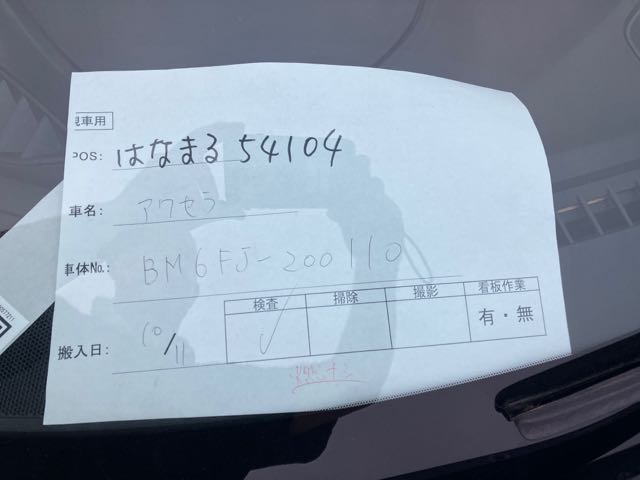 現車用
POS: はなまる 54104
車名: アクセラ
車体No.: BM6FJ-200110
検査 掃除 撮影 看板作業
搬入日: 10/11 ✓ 有・無